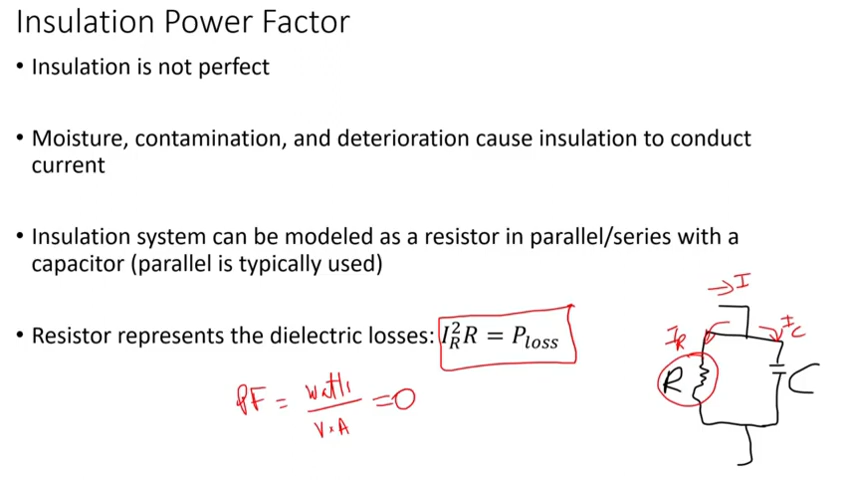 Insulation Power Factor
• Insulation is not perfect
• Moisture, contamination, and deterioration cause insulation to conduct
current
• Insulation system can be modeled as a resistor in parallel/series with a
capacitor (parallel is typically used)
→ I
• Resistor represents the dielectric losses: I_R^2 R = P_loss
I_R
I_C
R
C
PF = watts / V×A = 0